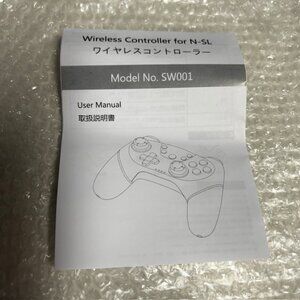 Wireless Controller for N-SL
ワイヤレスコントローラー
Model No. SW001
User Manual
取扱説明書